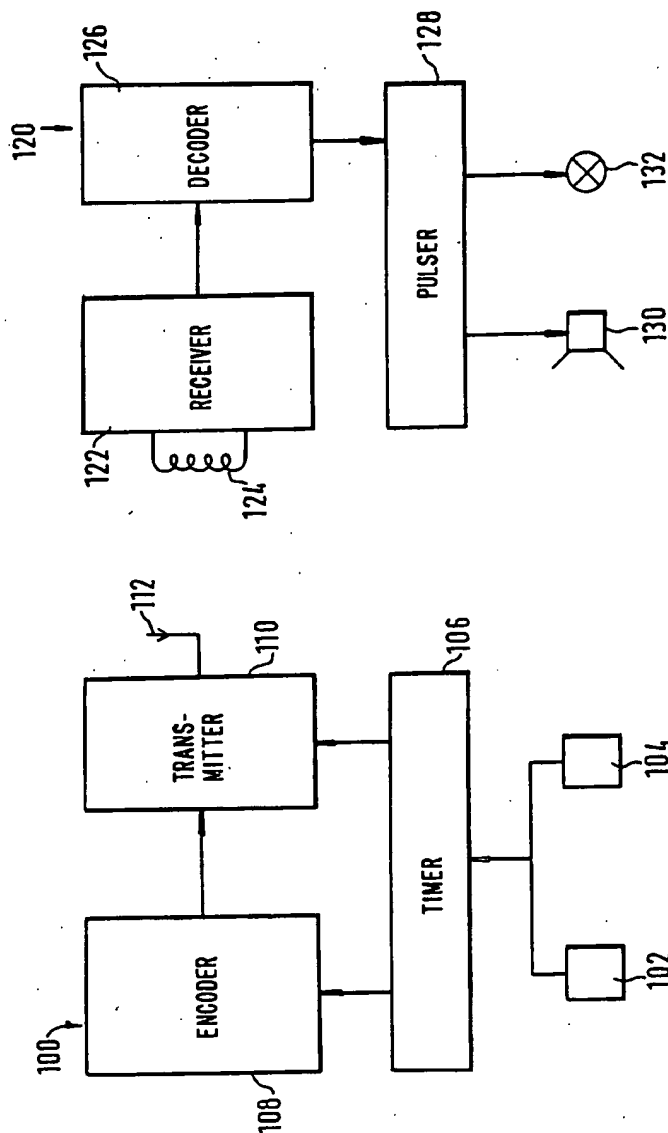 100
ENCODER
108
TRANS-
MITTER
110
112
TIMER
106
102
104
120
RECEIVER
122
124
DECODER
126
PULSER
128
130
132